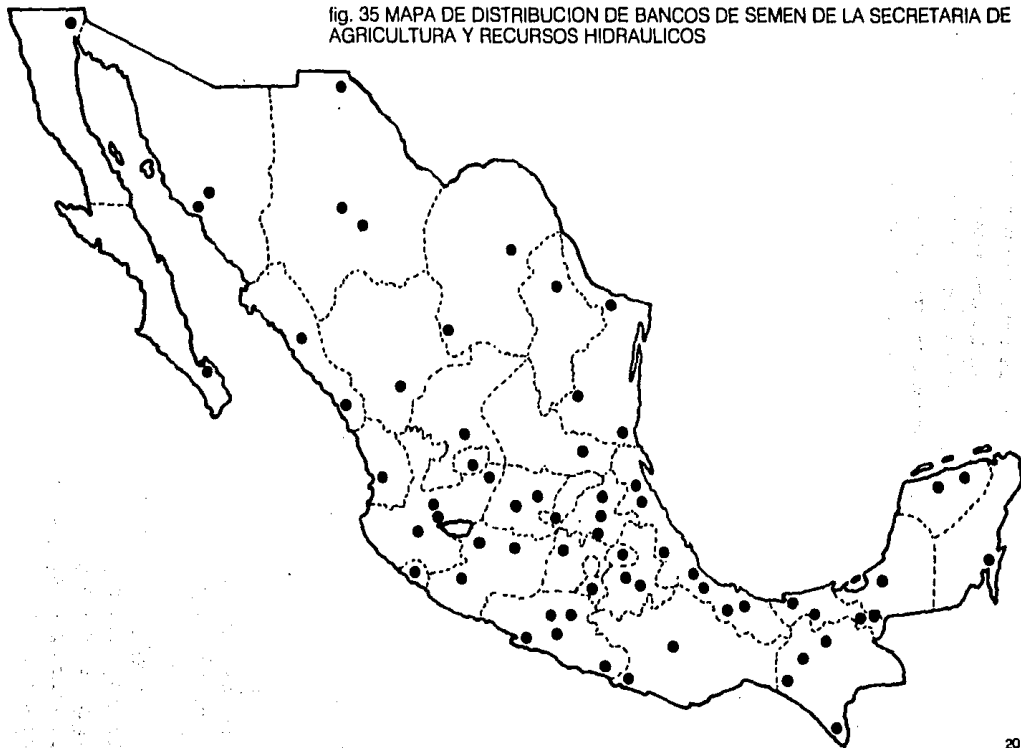 fig. 35 MAPA DE DISTRIBUCION DE BANCOS DE SEMEN DE LA SECRETARIA DE
AGRICULTURA Y RECURSOS HIDRAULICOS
20